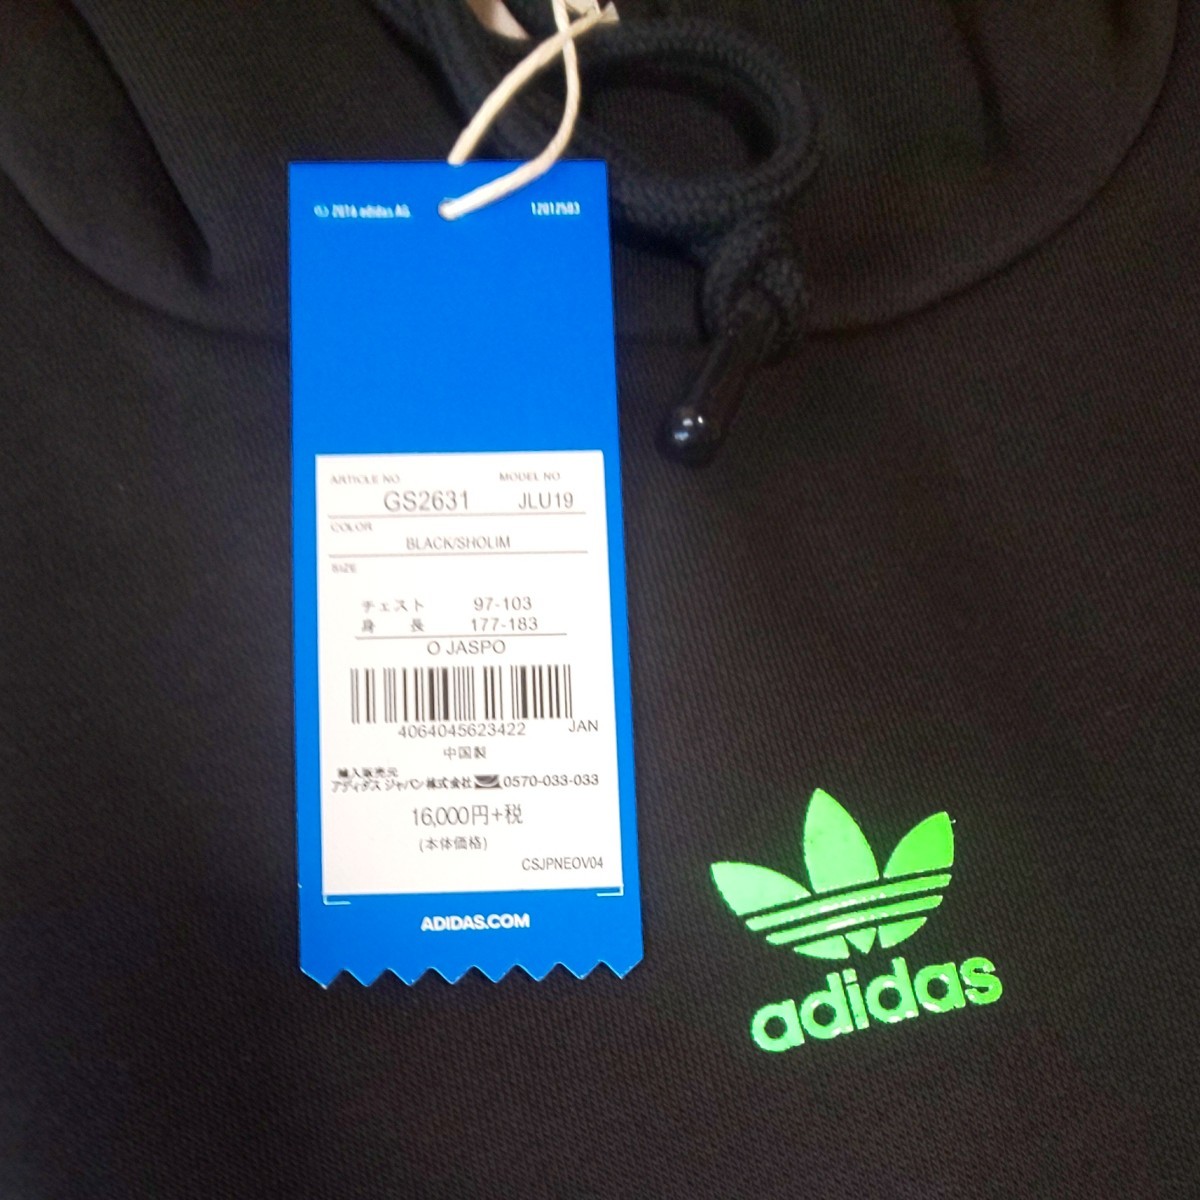 © 2016 adidas AG 12012503
ARTICLE NO MODEL NO
GS2631 JLU19
COLOR
BLACK/SHOLIM
SIZE
チェスト 97-103
身 長 177-183
O JASPO
4064045623422 JAN
中国製
輸入販売元
アディダス ジャパン株式会社 0570-033-033
16,000円+税
(本体価格)
CSJPNEOV04
ADIDAS.COM
adidas